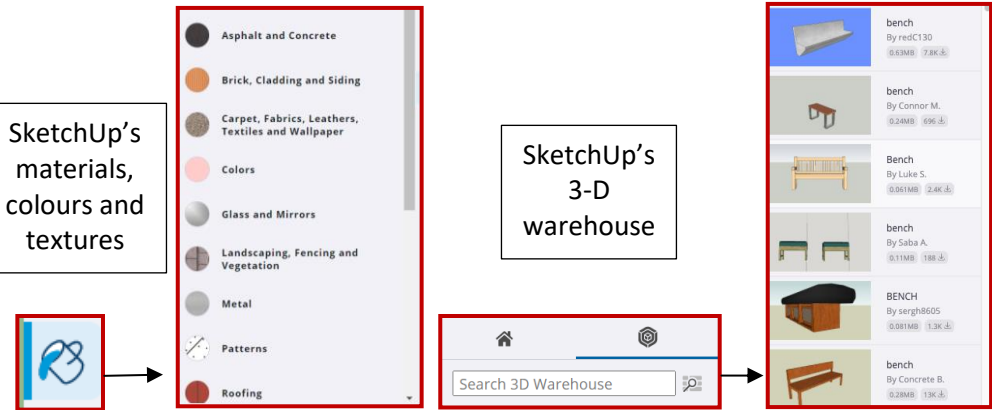 SketchUp's
materials,
colours and
textures
Asphalt and Concrete
Brick, Cladding and Siding
Carpet, Fabrics, Leathers,
Textiles and Wallpaper
Colors
Glass and Mirrors
Landscaping, Fencing and
Vegetation
Metal
Patterns
Roofing
SketchUp's
3-D
warehouse
Search 3D Warehouse
bench
By redC130
0.63MB 7.8K
bench
By Connor M.
0.24MB 696
Bench
By Luke S.
0.061MB 2.4K
bench
By Saba A.
0.11MB 188
BENCH
By sergh8605
0.081MB 1.3K
bench
By Concrete B.
0.28MB 13K